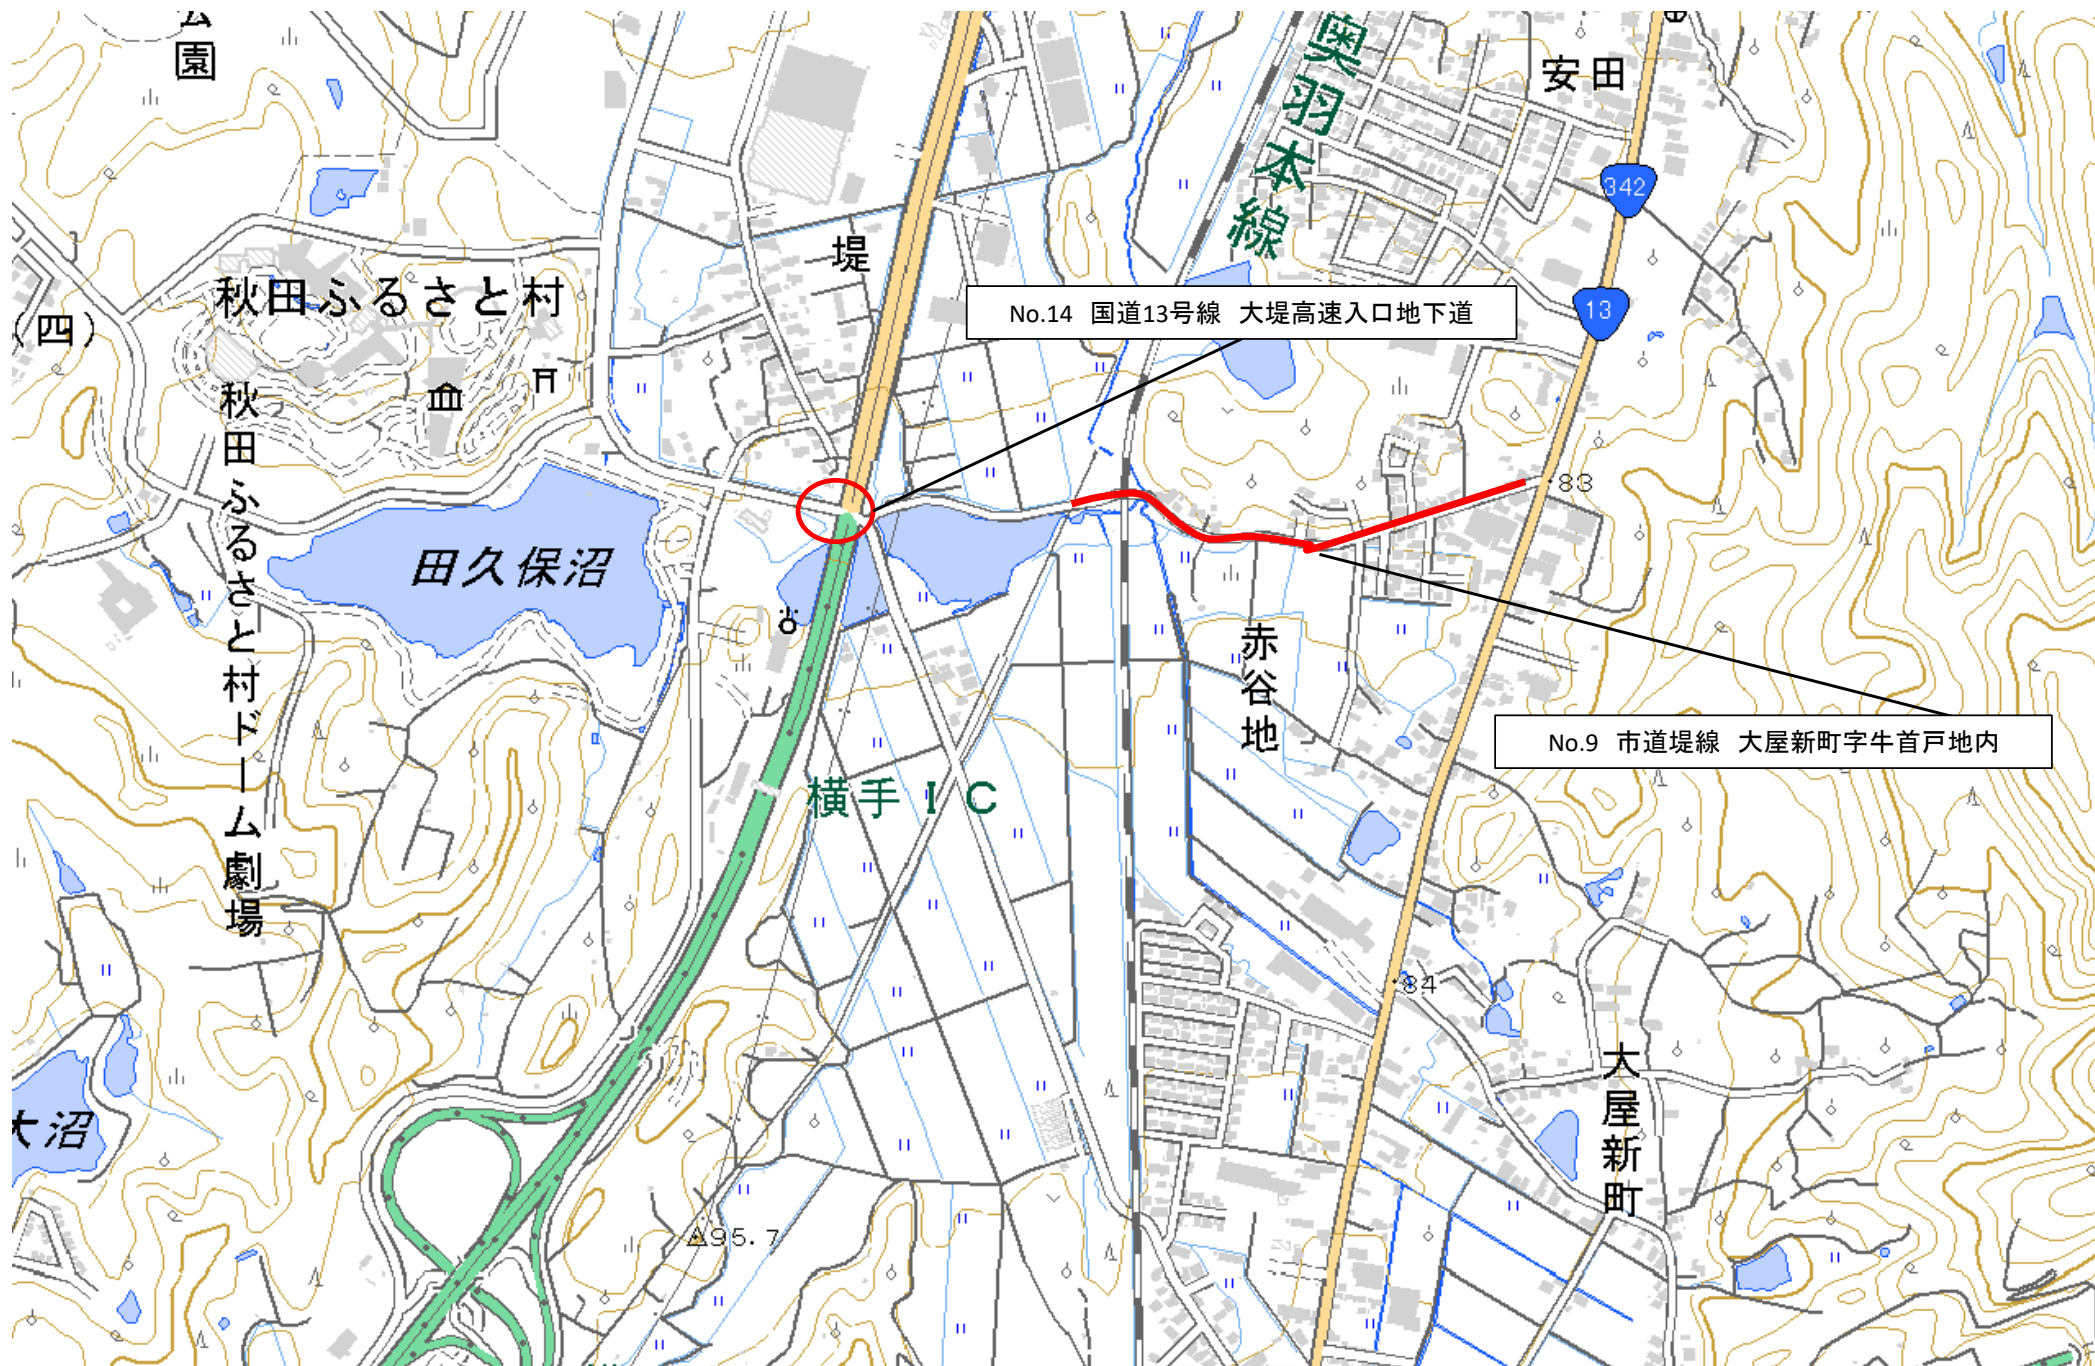 公園
奥羽本線
安田
342
堤
秋田ふるさと村
(四)
13
No.14 国道13号線 大堤高速入口地下道
秋田ふるさと村ドーム劇場
83
田久保沼
赤谷地
No.9 市道堤線 大屋新町字牛首戸地内
横手IC
84
大屋新町
大沼
95.7